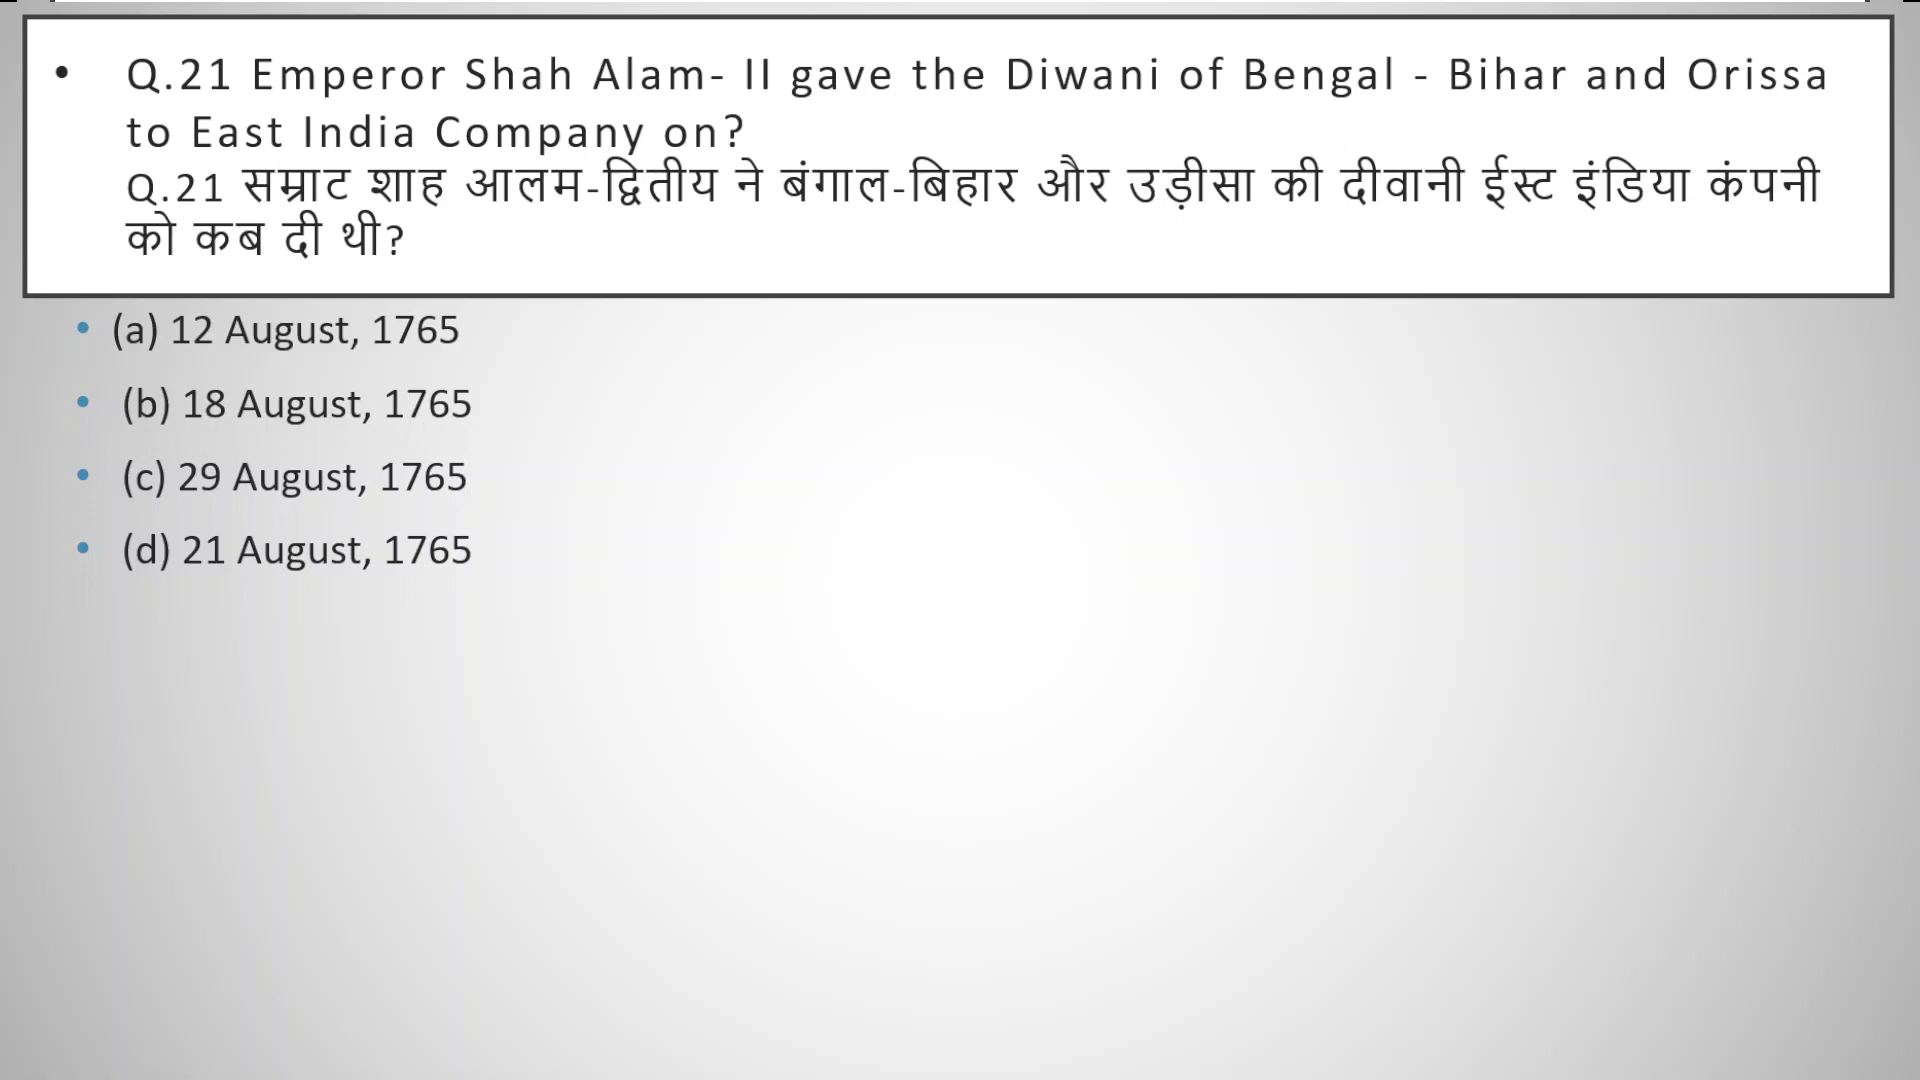 • Q.21 Emperor Shah Alam- II gave the Diwani of Bengal - Bihar and Orissa
to East India Company on?
Q.21 सम्राट शाह आलम-द्वितीय ने बंगाल-बिहार और उड़ीसा की दीवानी ईस्ट इंडिया कंपनी
को कब दी थी?
• (a) 12 August, 1765
• (b) 18 August, 1765
• (c) 29 August, 1765
• (d) 21 August, 1765